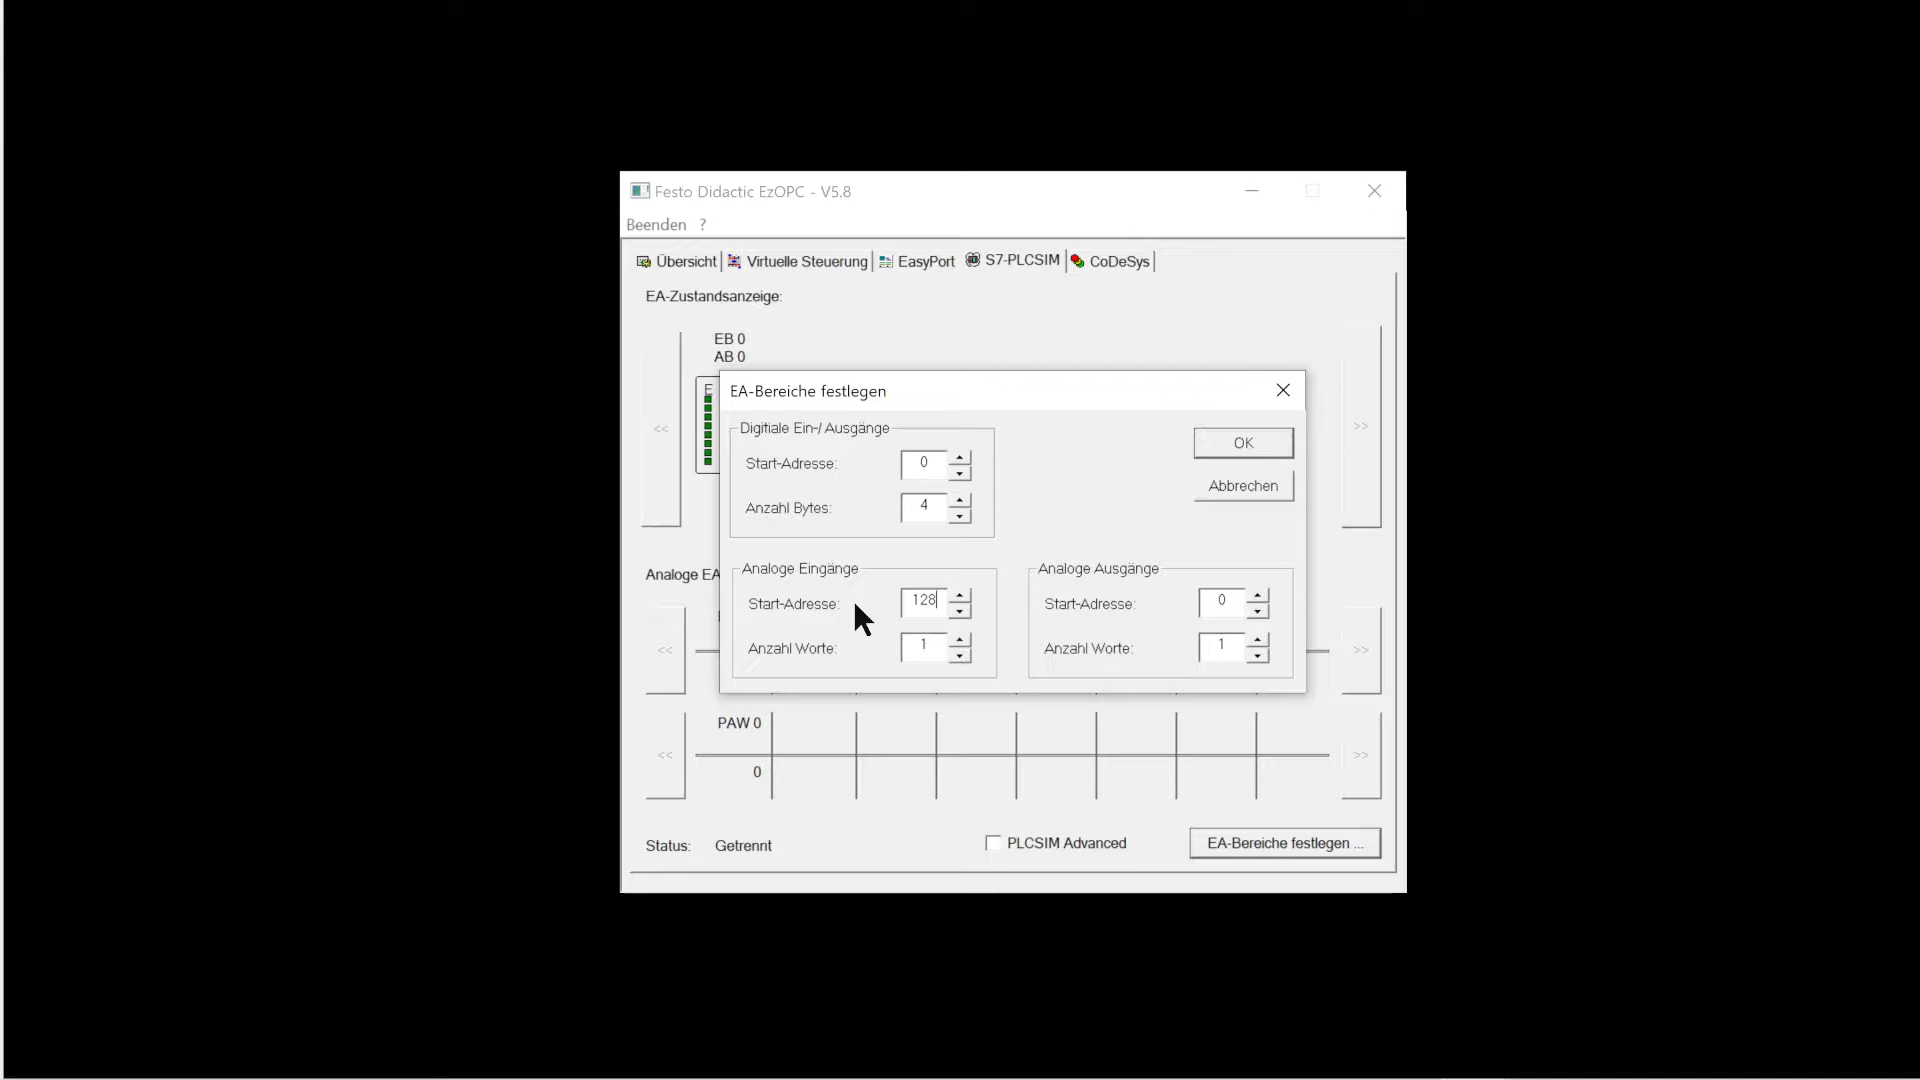 Festo Didactic EzOPC - V5.8
Beenden ?
Übersicht Virtuelle Steuerung EasyPort S7-PLCSIM CoDeSys
EA-Zustandsanzeige:
EB 0
AB 0
<<
E
>>
EA-Bereiche festlegen
Digitiale Ein-/ Ausgänge
Start-Adresse: 0
Anzahl Bytes: 4
OK
Abbrechen
Analoge EA
Analoge Eingänge
Start-Adresse: 128
Anzahl Worte: 1
Analoge Ausgänge
Start-Adresse: 0
Anzahl Worte: 1
<< >>
PAW 0
<< >>
0
Status: Getrennt
PLCSIM Advanced
EA-Bereiche festlegen ...